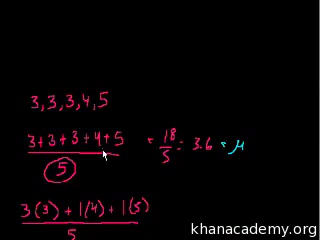 3,3,3,4,5
3+3+3+4+5 = 18/5 = 3.6 = μ
5
3(3) + 1(4) + 1(5)
5
khanacademy.org